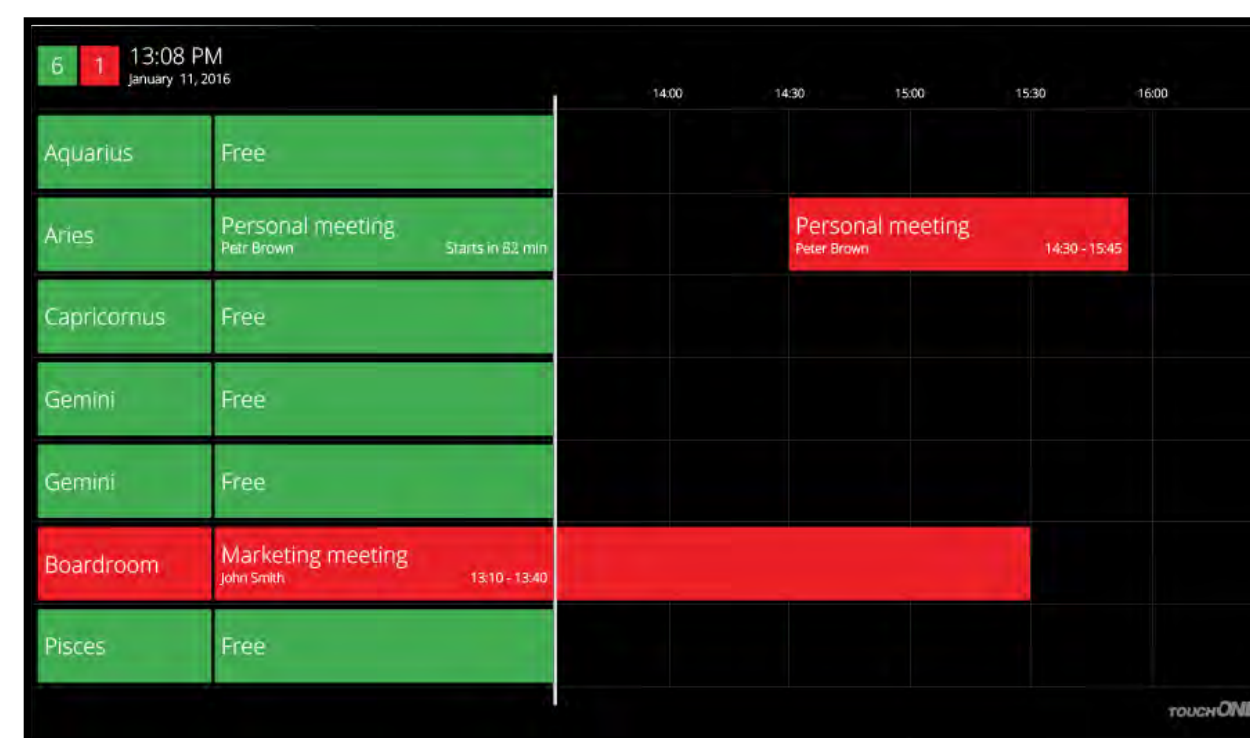 6 1 13:08 PM
January 11, 2016
14:00 14:30 15:00 15:30 16:00
Aquarius Free
Aries Personal meeting
Petr Brown Starts in 82 min
Personal meeting
Peter Brown 14:30 - 15:45
Capricornus Free
Gemini Free
Gemini Free
Boardroom Marketing meeting
John Smith 13:10 - 13:40
Pisces Free
TOUCHONE